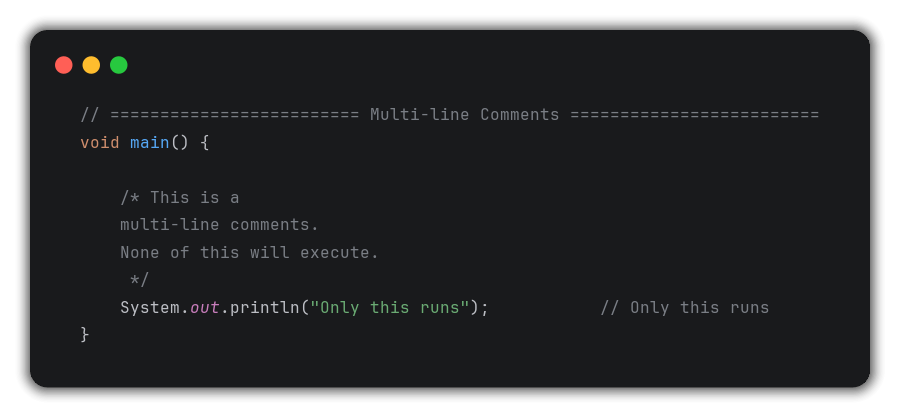 // ========================= Multi-line Comments =========================
void main() {
/* This is a
multi-line comments.
None of this will execute.
*/
System.out.println("Only this runs");           // Only this runs
}